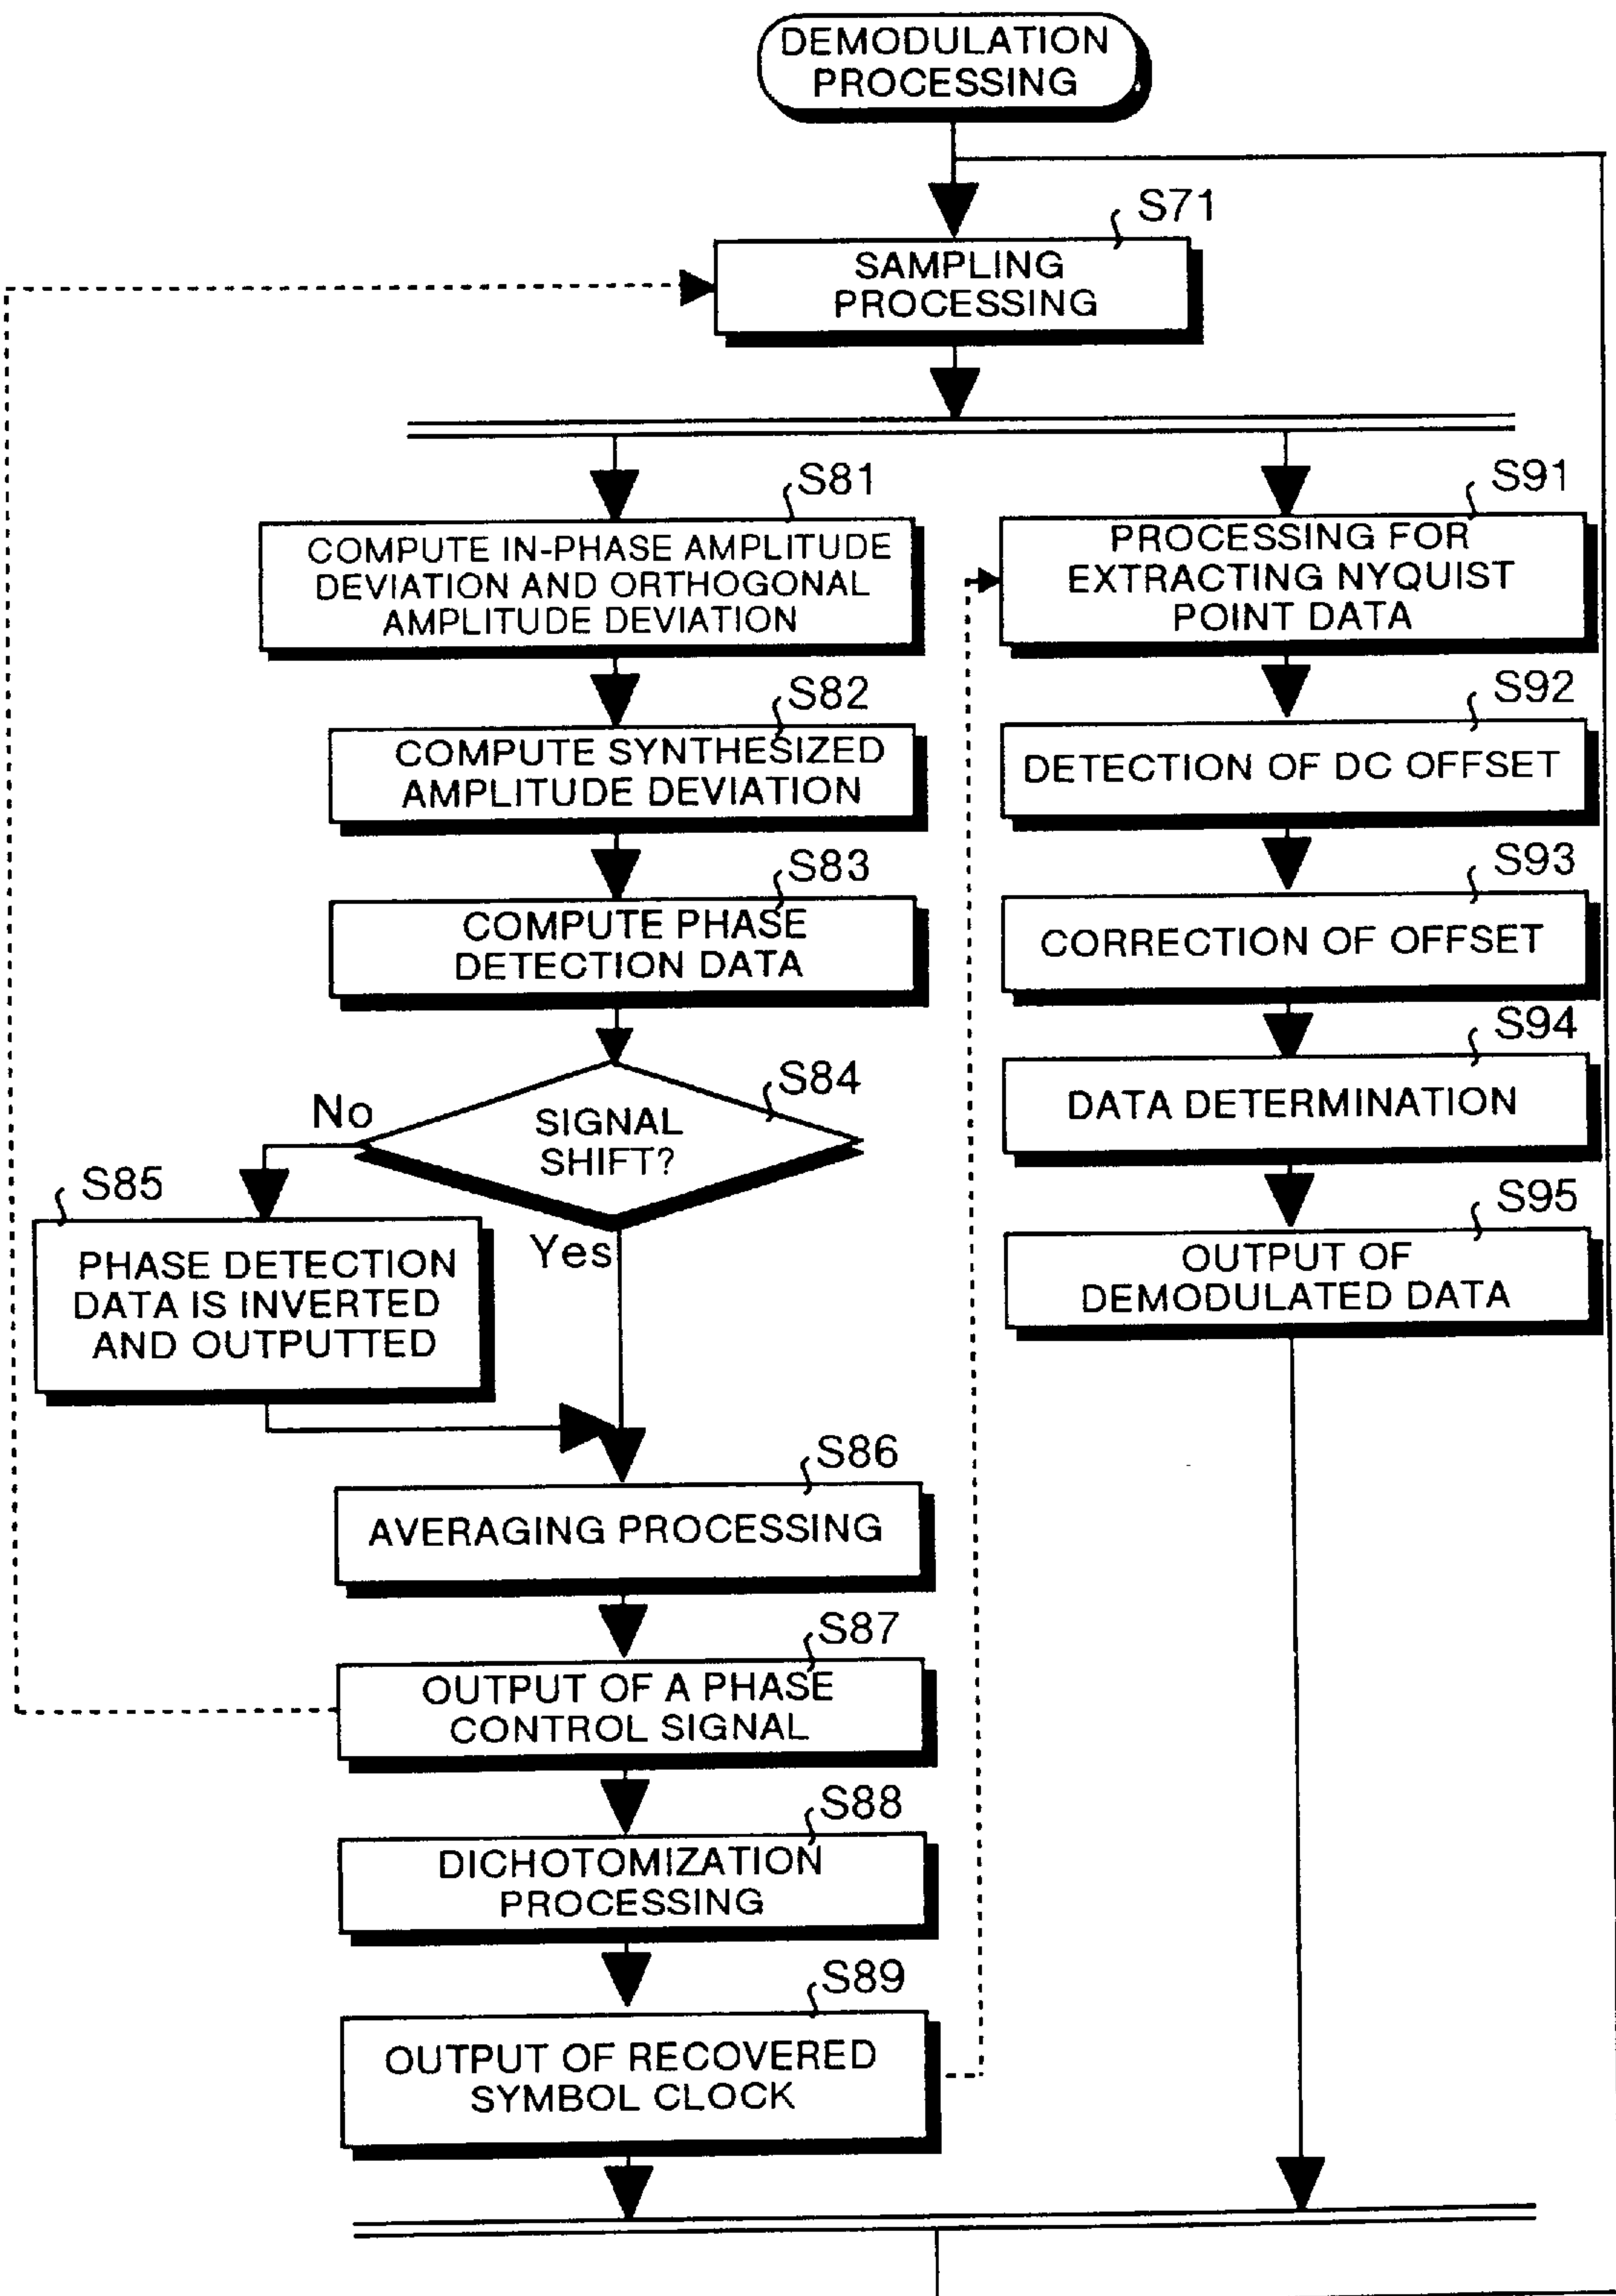 DEMODULATION
PROCESSING
S71
SAMPLING
PROCESSING
S81
COMPUTE IN-PHASE AMPLITUDE
DEVIATION AND ORTHOGONAL
AMPLITUDE DEVIATION
S82
COMPUTE SYNTHESIZED
AMPLITUDE DEVIATION
S83
COMPUTE PHASE
DETECTION DATA
S84
SIGNAL
SHIFT?
No
Yes
S85
PHASE DETECTION
DATA IS INVERTED
AND OUTPUTTED
S86
AVERAGING PROCESSING
S87
OUTPUT OF A PHASE
CONTROL SIGNAL
S88
DICHOTOMIZATION
PROCESSING
S89
OUTPUT OF RECOVERED
SYMBOL CLOCK
S91
PROCESSING FOR
EXTRACTING NYQUIST
POINT DATA
S92
DETECTION OF DC OFFSET
S93
CORRECTION OF OFFSET
S94
DATA DETERMINATION
S95
OUTPUT OF
DEMODULATED DATA